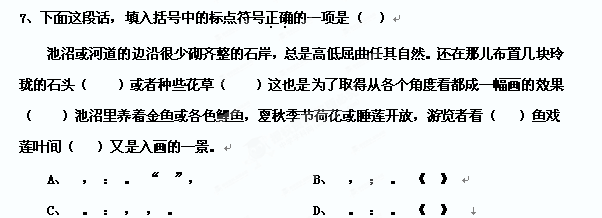 7、下面这段话，填入括号中的标点符号正确的一项是（　）
池沼或河道的边沿很少砌齐整的石岸，总是高低屈曲任其自然。还在那儿布置几块玲
珑的石头（　　）或者种些花草（　　）这也是为了取得从各个角度看都成一幅画的效果
（　　）池沼里养着金鱼或各色鲤鱼，夏秋季节荷花或睡莲开放，游览者看（　　）鱼戏
莲叶间（　　）又是入画的一景。
A、 ，：。“ ”， B、 ，；。《 》
C、 。：，，。 D、 。：。《 》